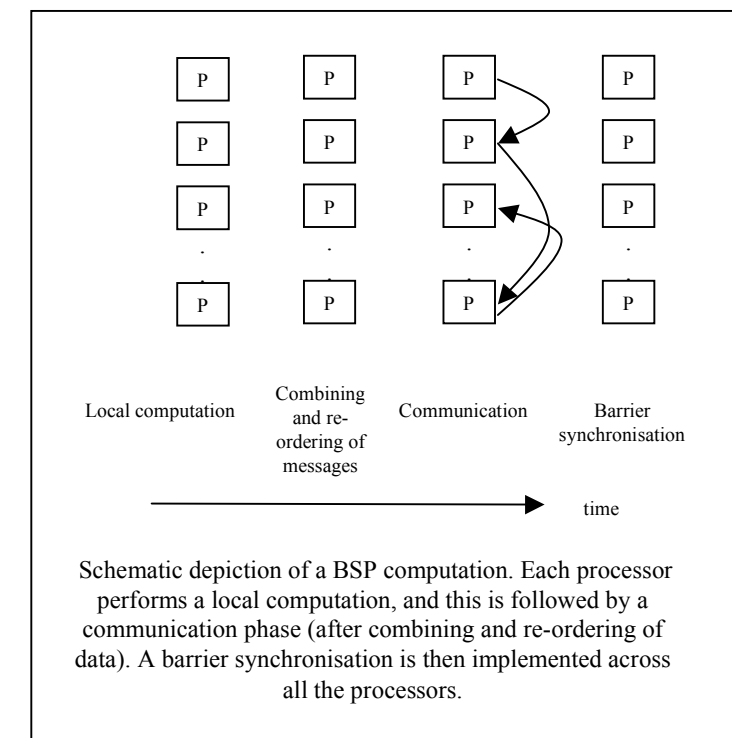 P P P P
P P P P
P P P P
. . . .
. . . .
P P P P
Local computation
Combining
and re-
ordering of
messages
Communication
Barrier
synchronisation
time
Schematic depiction of a BSP computation. Each processor
performs a local computation, and this is followed by a
communication phase (after combining and re-ordering of
data). A barrier synchronisation is then implemented across
all the processors.